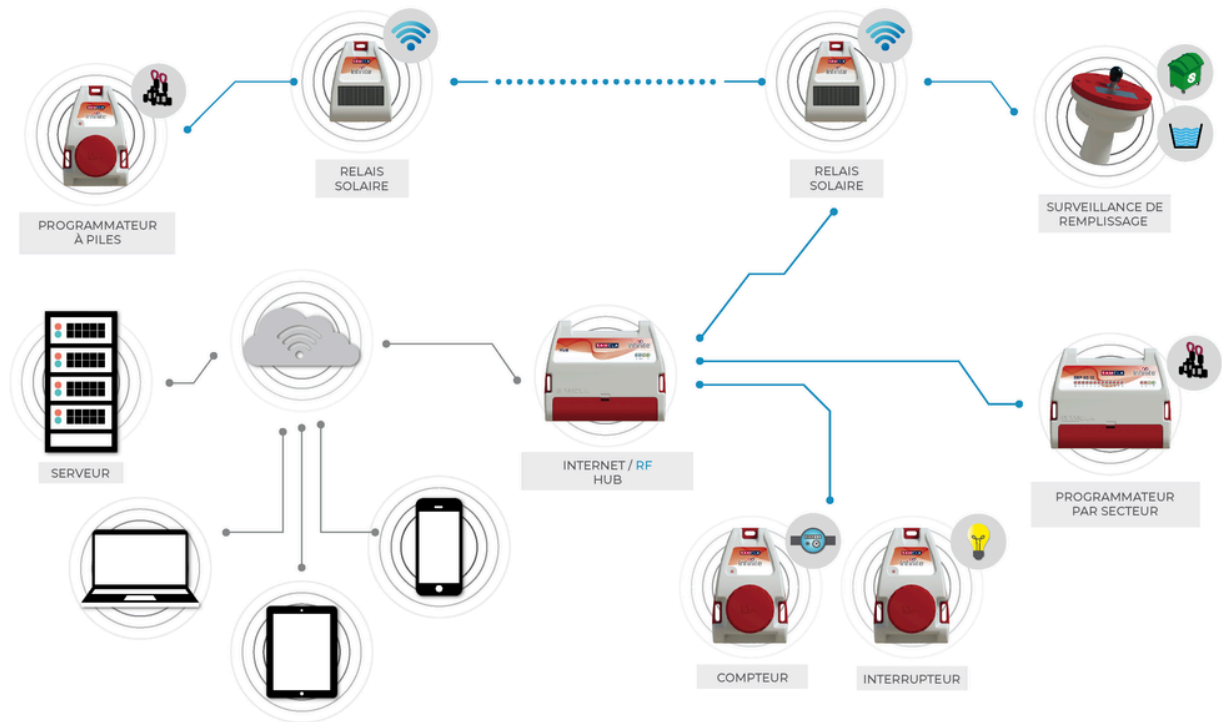 RELAIS
SOLAIRE
RELAIS
SOLAIRE
PROGRAMMATEUR
À PILES
SURVEILLANCE DE
REMPLISSAGE
SERVEUR
INTERNET / RF
HUB
PROGRAMMATEUR
PAR SECTEUR
COMPTEUR
INTERRUPTEUR